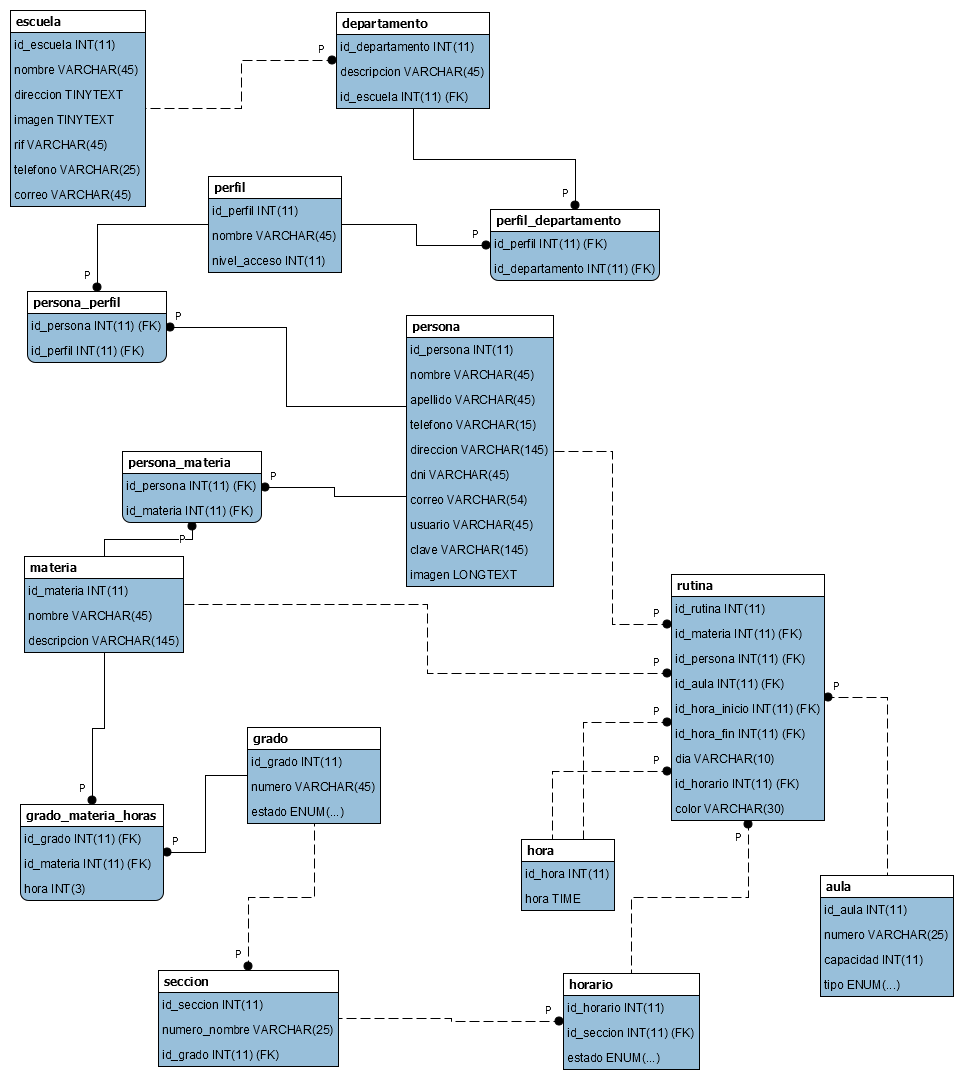 escuela
id_escuela INT(11)
nombre VARCHAR(45)
direccion TINYTEXT
imagen TINYTEXT
rif VARCHAR(45)
telefono VARCHAR(25)
correo VARCHAR(45)
P
departamento
id_departamento INT(11)
descripcion VARCHAR(45)
id_escuela INT(11) (FK)
P
perfil
id_perfil INT(11)
nombre VARCHAR(45)
nivel_acceso INT(11)
P
perfil_departamento
id_perfil INT(11) (FK)
id_departamento INT(11) (FK)
P
persona_perfil
id_persona INT(11) (FK)
id_perfil INT(11) (FK)
P
persona
id_persona INT(11)
nombre VARCHAR(45)
apellido VARCHAR(45)
telefono VARCHAR(15)
direccion VARCHAR(145)
dni VARCHAR(45)
correo VARCHAR(54)
usuario VARCHAR(45)
clave VARCHAR(145)
imagen LONGTEXT
persona_materia
id_persona INT(11) (FK)
id_materia INT(11) (FK)
P
P
materia
id_materia INT(11)
nombre VARCHAR(45)
descripcion VARCHAR(145)
rutina
id_rutina INT(11)
id_materia INT(11) (FK)
id_persona INT(11) (FK)
id_aula INT(11) (FK)
id_hora_inicio INT(11) (FK)
id_hora_fin INT(11) (FK)
dia VARCHAR(10)
id_horario INT(11) (FK)
color VARCHAR(30)
P
P
P
P
P
P
grado
id_grado INT(11)
numero VARCHAR(45)
estado ENUM(...)
P
grado_materia_horas
id_grado INT(11) (FK)
id_materia INT(11) (FK)
hora INT(3)
P
hora
id_hora INT(11)
hora TIME
aula
id_aula INT(11)
numero VARCHAR(25)
capacidad INT(11)
tipo ENUM(...)
P
seccion
id_seccion INT(11)
numero_nombre VARCHAR(25)
id_grado INT(11) (FK)
P
horario
id_horario INT(11)
id_seccion INT(11) (FK)
estado ENUM(...)